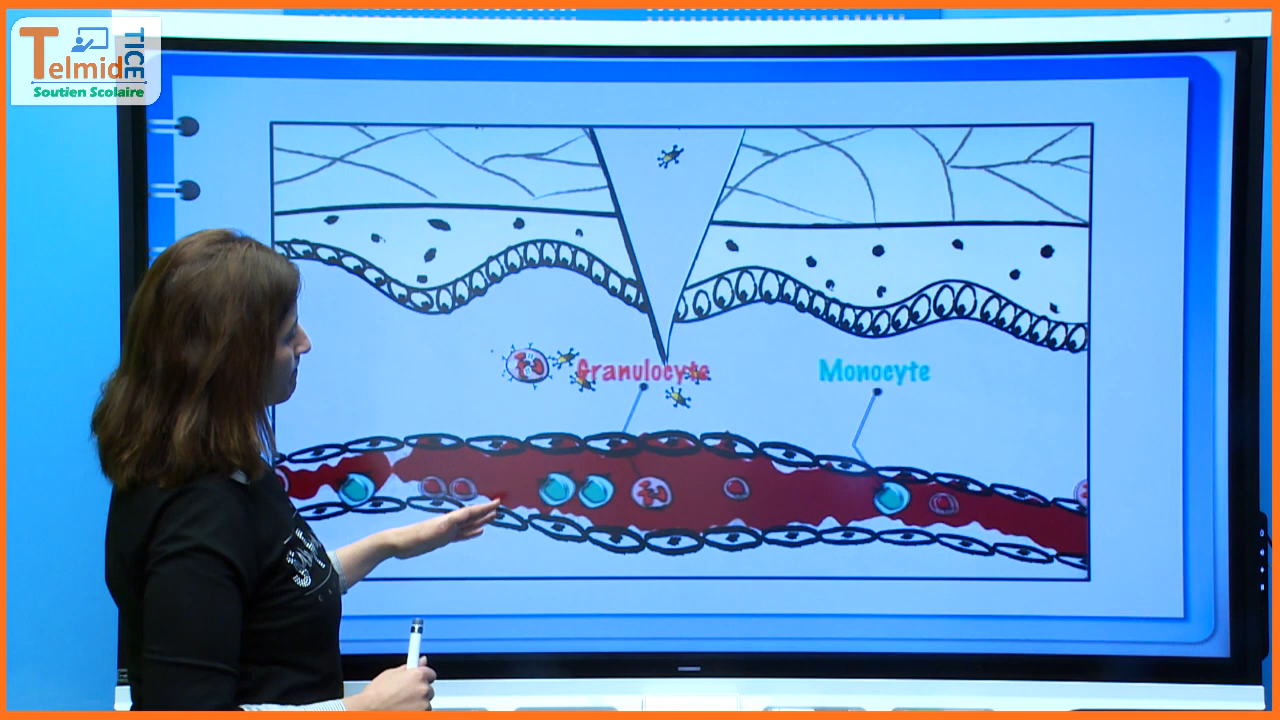 Telmid
TICE
Soutien Scolaire
Granulocyte
Monocyte